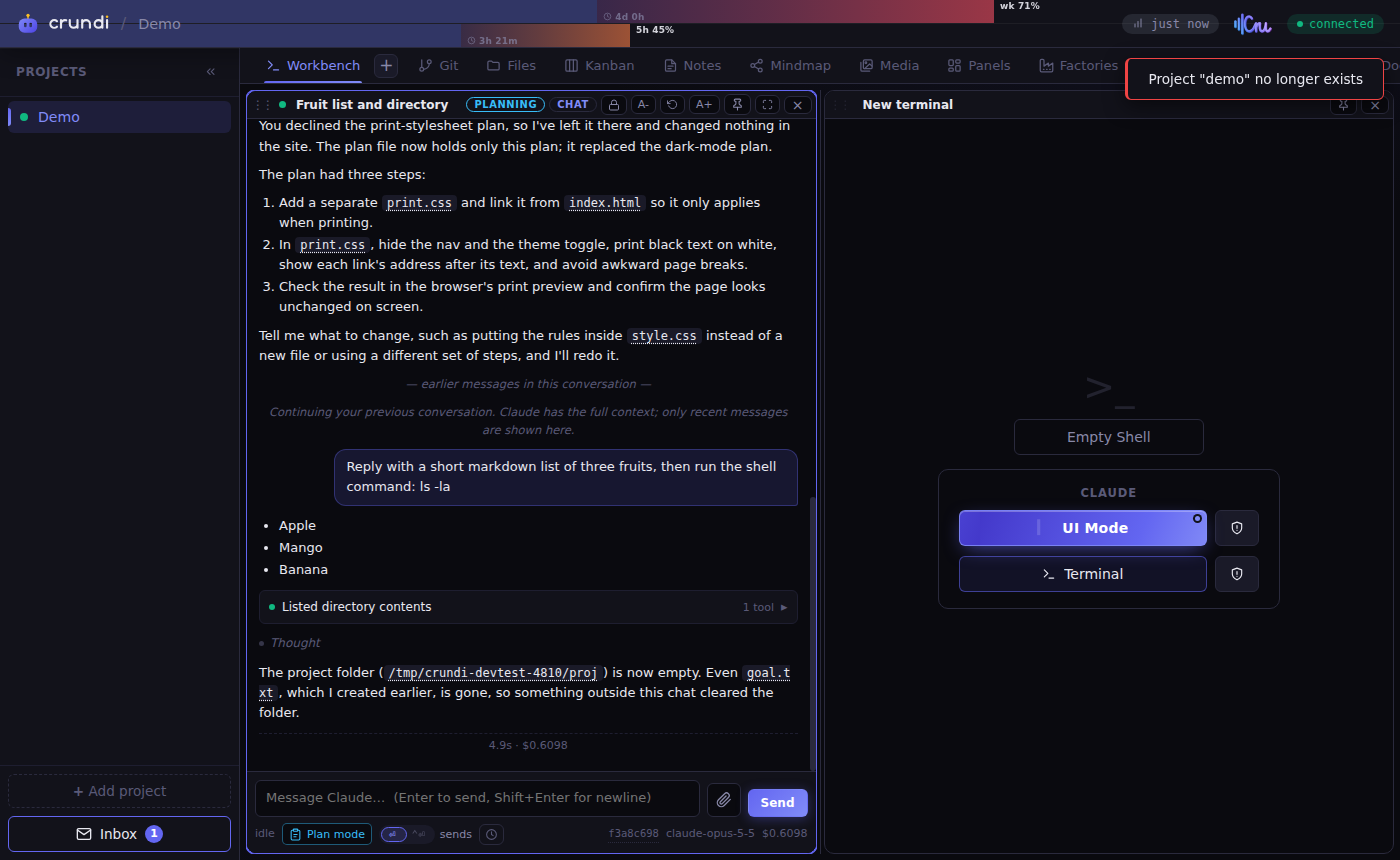 crundi / Demo
4d 0h
wk 71%
3h 21m
5h 45%
just now
Cru
connected
PROJECTS «
Workbench
+
Git
Files
Kanban
Notes
Mindmap
Media
Panels
Factories
Project "demo" no longer exists
Demo
Fruit list and directory
PLANNING
CHAT
A-
A+
New terminal
You declined the print-stylesheet plan, so I've left it there and changed nothing in
the site. The plan file now holds only this plan; it replaced the dark-mode plan.
The plan had three steps:
1. Add a separate print.css and link it from index.html so it only applies
when printing.
2. In print.css, hide the nav and the theme toggle, print black text on white,
show each link's address after its text, and avoid awkward page breaks.
3. Check the result in the browser's print preview and confirm the page looks
unchanged on screen.
Tell me what to change, such as putting the rules inside style.css instead of a
new file or using a different set of steps, and I'll redo it.
— earlier messages in this conversation —
Continuing your previous conversation. Claude has the full context; only recent messages
are shown here.
Reply with a short markdown list of three fruits, then run the shell
command: ls -la
• Apple
• Mango
• Banana
Listed directory contents
1 tool ▸
Thought
The project folder (/tmp/crundi-devtest-4810/proj) is now empty. Even goal.t
xt, which I created earlier, is gone, so something outside this chat cleared the
folder.
4.9s · $0.6098
>_
Empty Shell
CLAUDE
UI Mode
Terminal
+ Add project
Inbox 1
Message Claude… (Enter to send, Shift+Enter for newline)
Send
idle
Plan mode
sends
f3a8c698
claude-opus-5-5
$0.6098